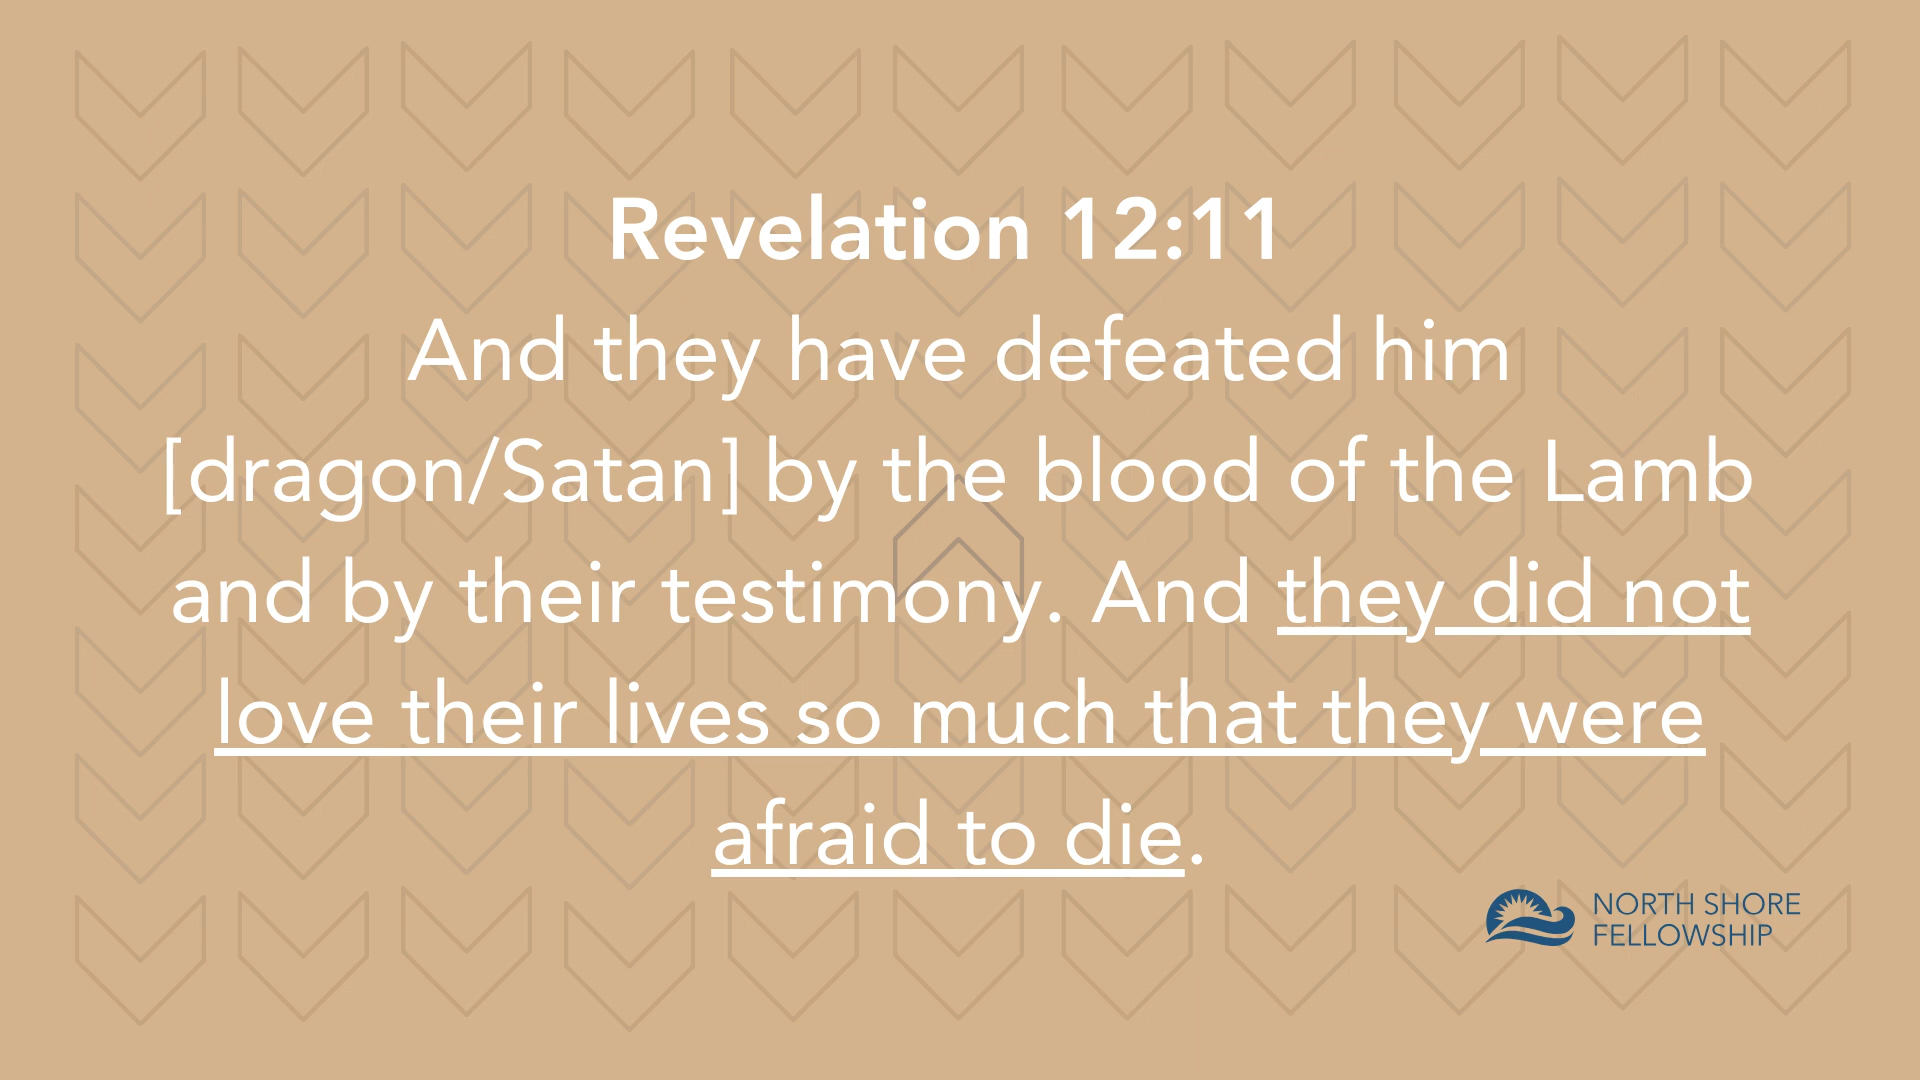 Revelation 12:11
And they have defeated him
[dragon/Satan] by the blood of the Lamb
and by their testimony. And they did not
love their lives so much that they were
afraid to die.
NORTH SHORE
FELLOWSHIP